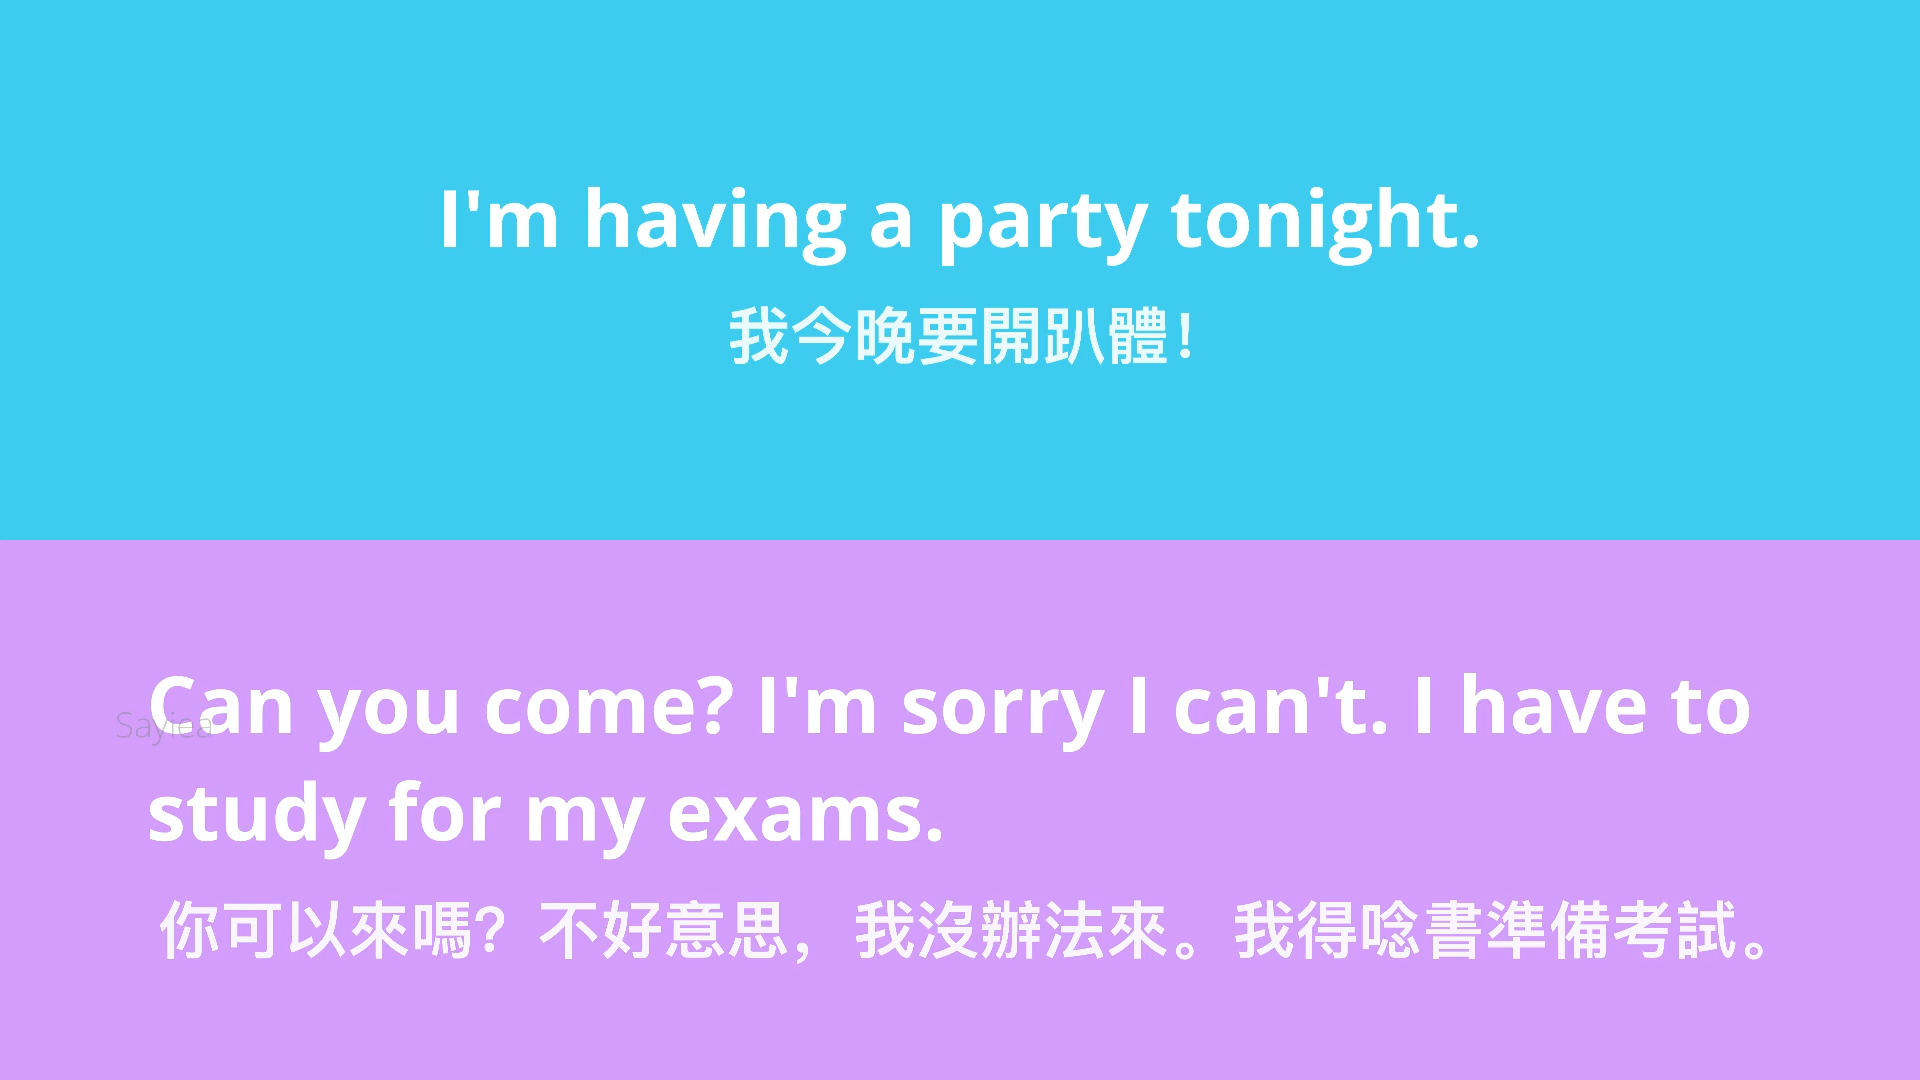 I'm having a party tonight.
我今晚要開趴體！
Can you come? I'm sorry I can't. I have to
study for my exams.
你可以來嗎？不好意思，我沒辦法來。我得唸書準備考試。
Sayiea